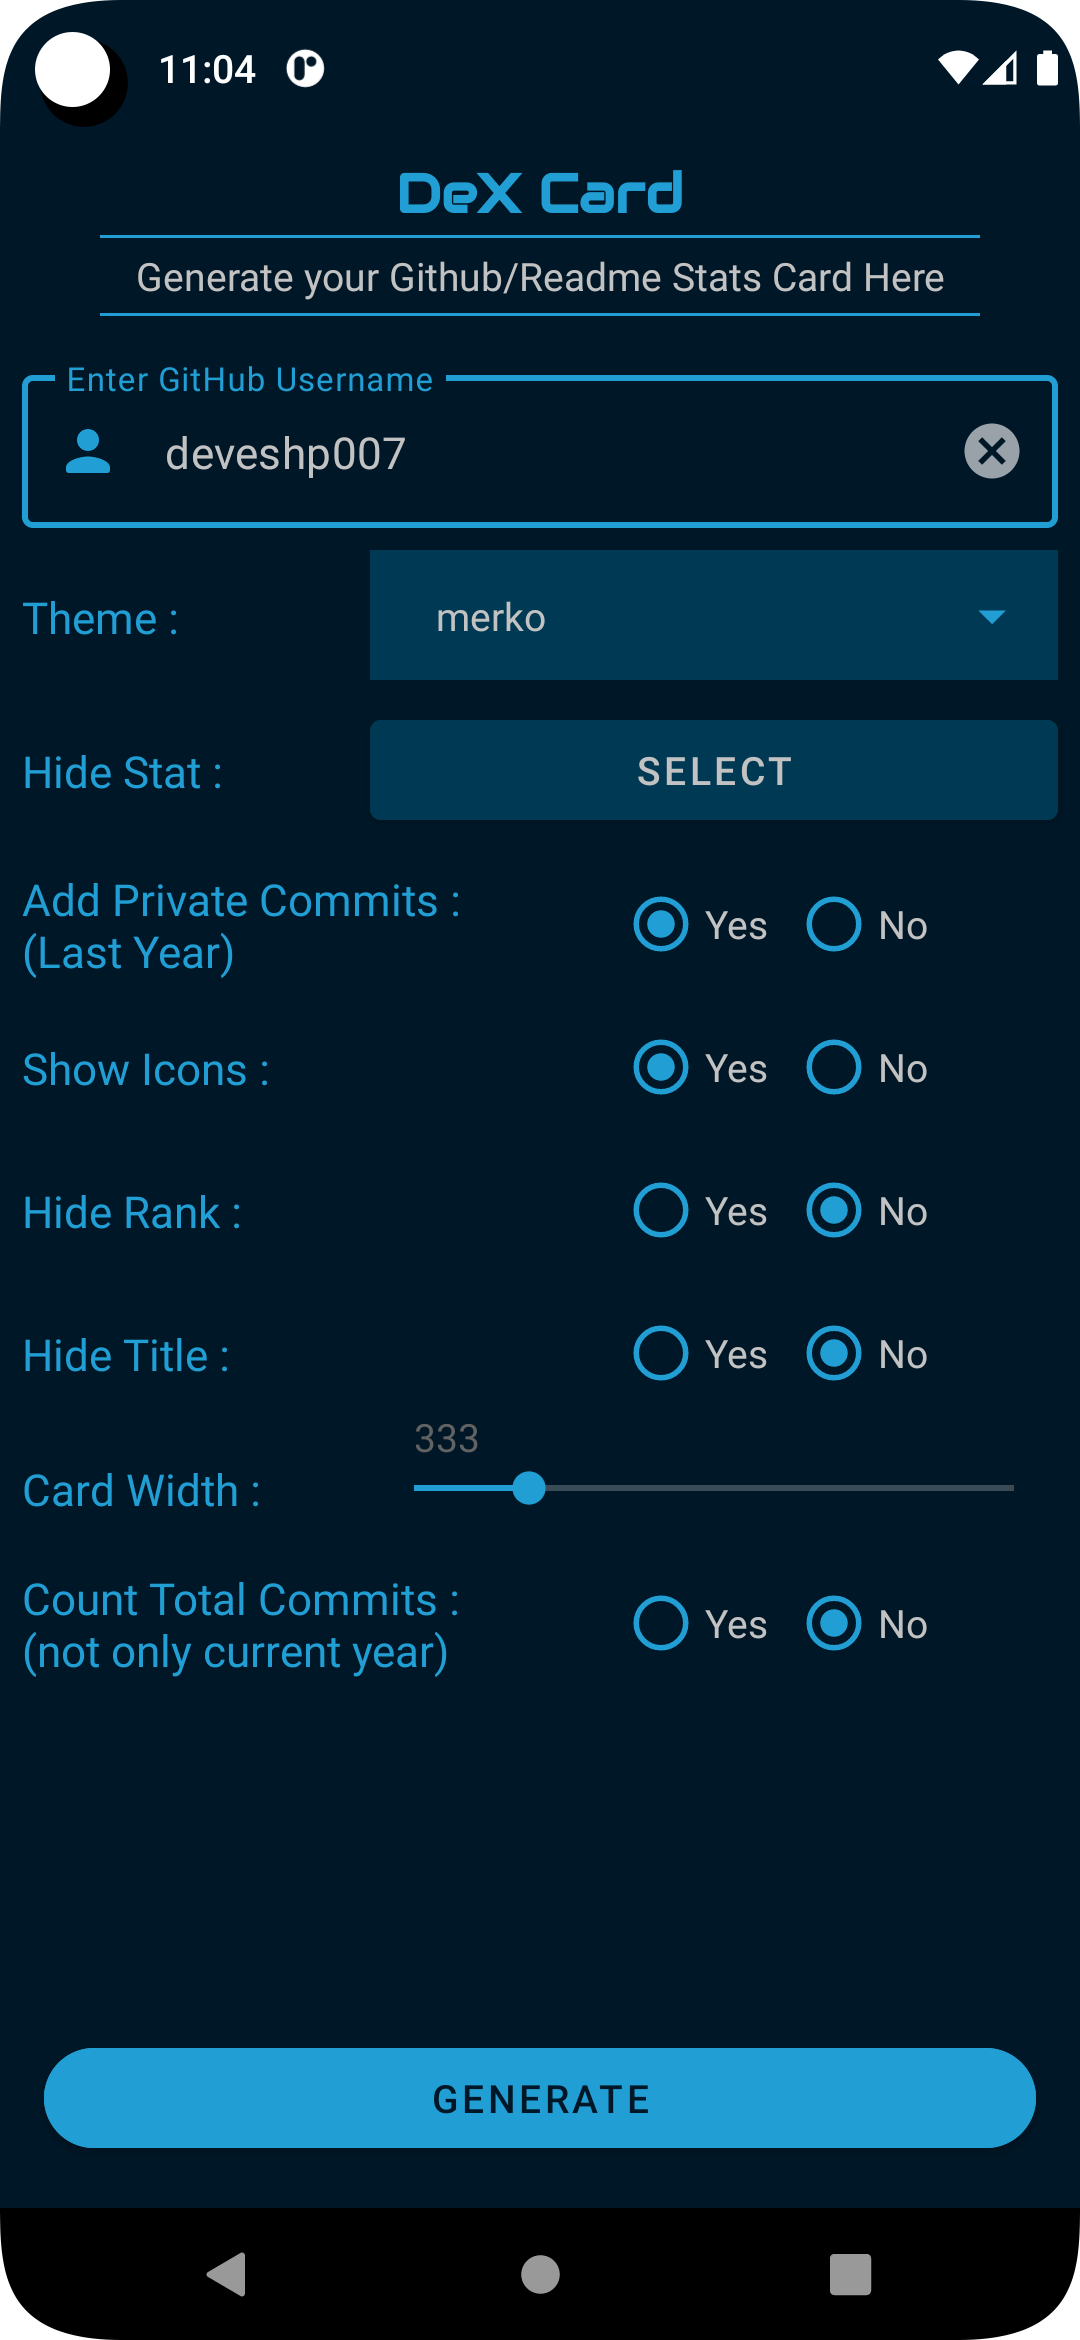 11:04
DeX Card
Generate your Github/Readme Stats Card Here
Enter GitHub Username
deveshp007
Theme :
merko
Hide Stat :
SELECT
Add Private Commits :
(Last Year)
Yes
No
Show Icons :
Yes
No
Hide Rank :
Yes
No
Hide Title :
Yes
No
333
Card Width :
Count Total Commits :
(not only current year)
Yes
No
GENERATE